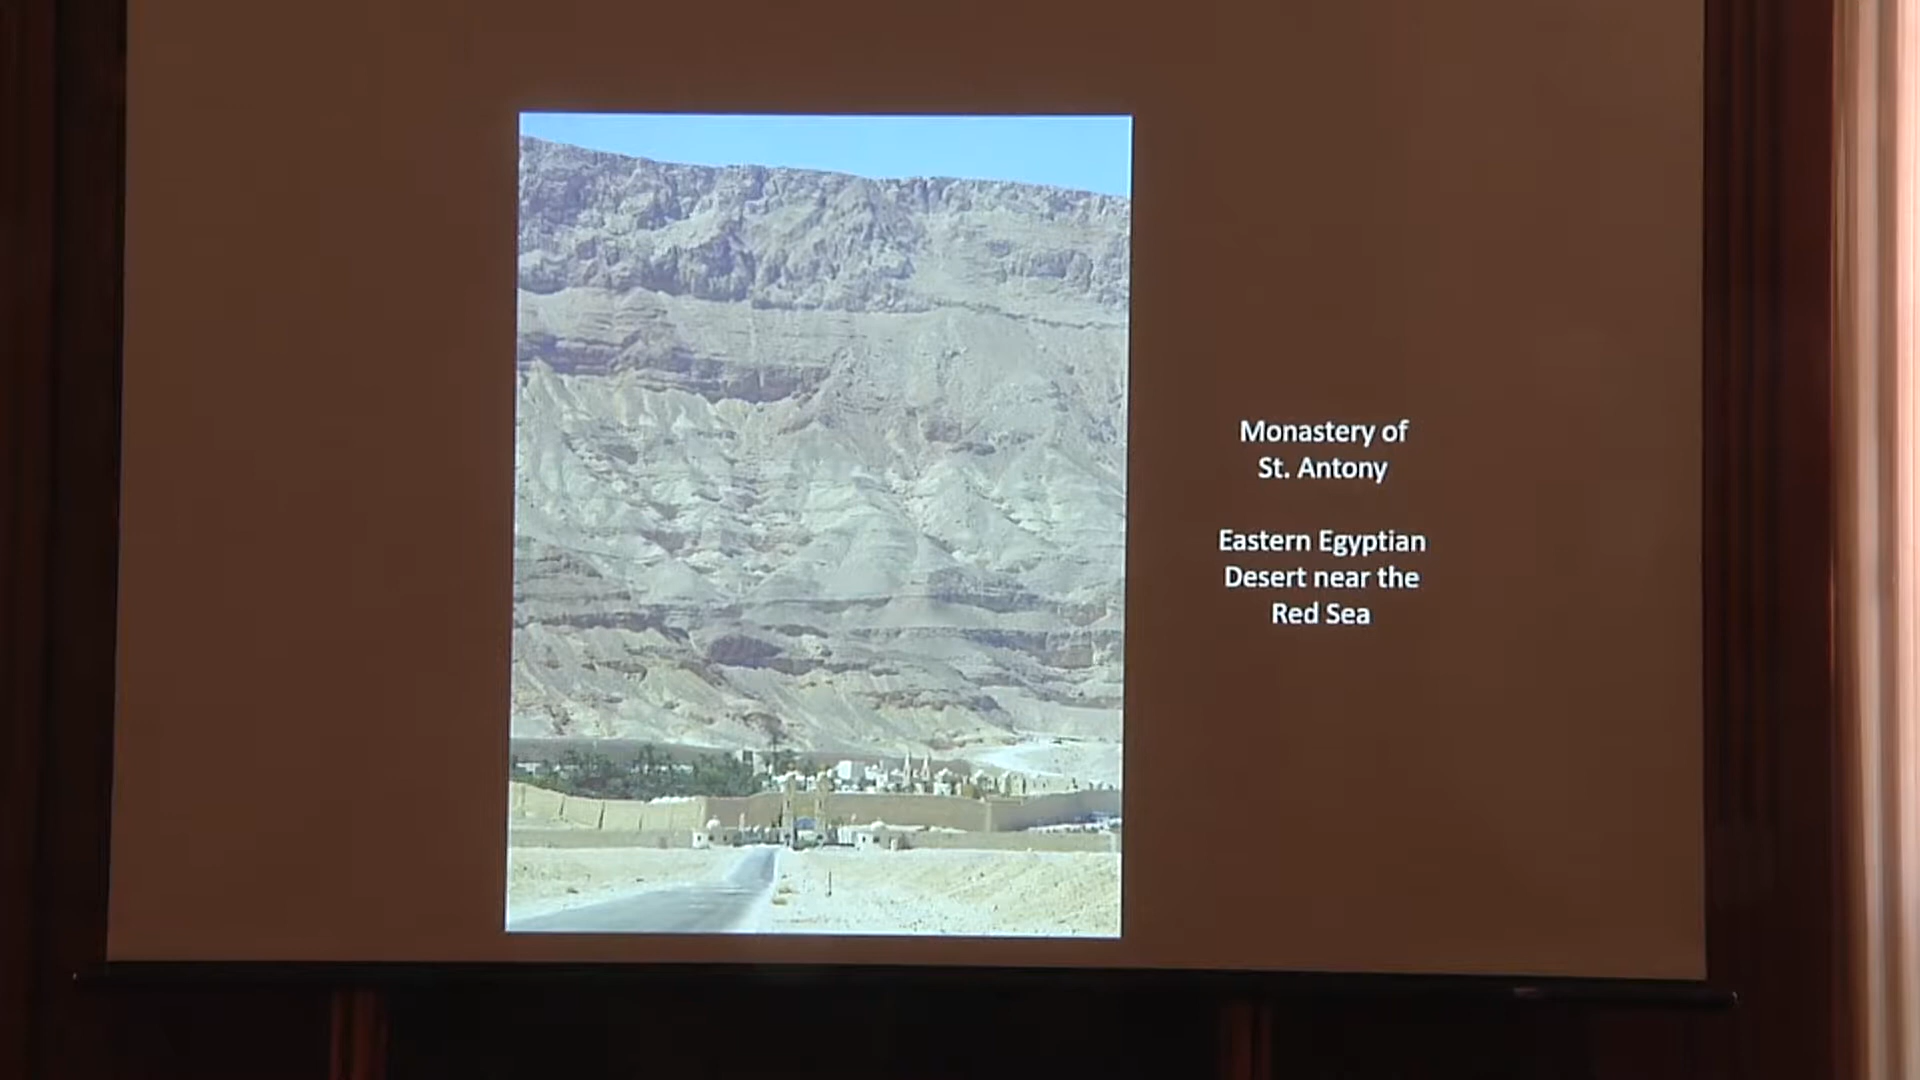 Monastery of
St. Antony
Eastern Egyptian
Desert near the
Red Sea